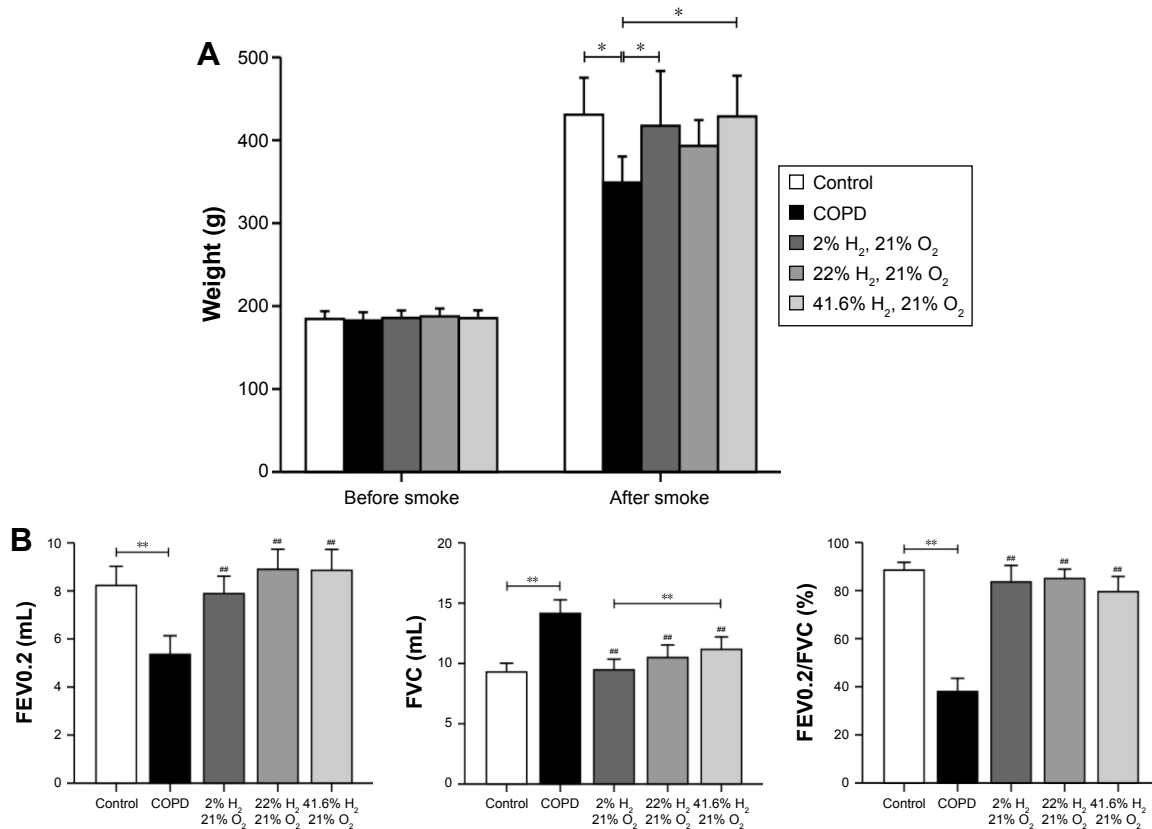 A
*
* *
500
400
300
200
100
0
Weight (g)
Before smoke After smoke
Control
COPD
2% H₂, 21% O₂
22% H₂, 21% O₂
41.6% H₂, 21% O₂
B
10
8
6
4
2
0
FEV0.2 (mL)
** ## ## ##
Control COPD 2% H₂ 22% H₂ 41.6% H₂
21% O₂ 21% O₂ 21% O₂
20
15
10
5
0
FVC (mL)
** **
## ## ##
Control COPD 2% H₂ 22% H₂ 41.6% H₂
21% O₂ 21% O₂ 21% O₂
100
80
60
40
20
0
FEV0.2/FVC (%)
** ## ## ##
Control COPD 2% H₂ 22% H₂ 41.6% H₂
21% O₂ 21% O₂ 21% O₂